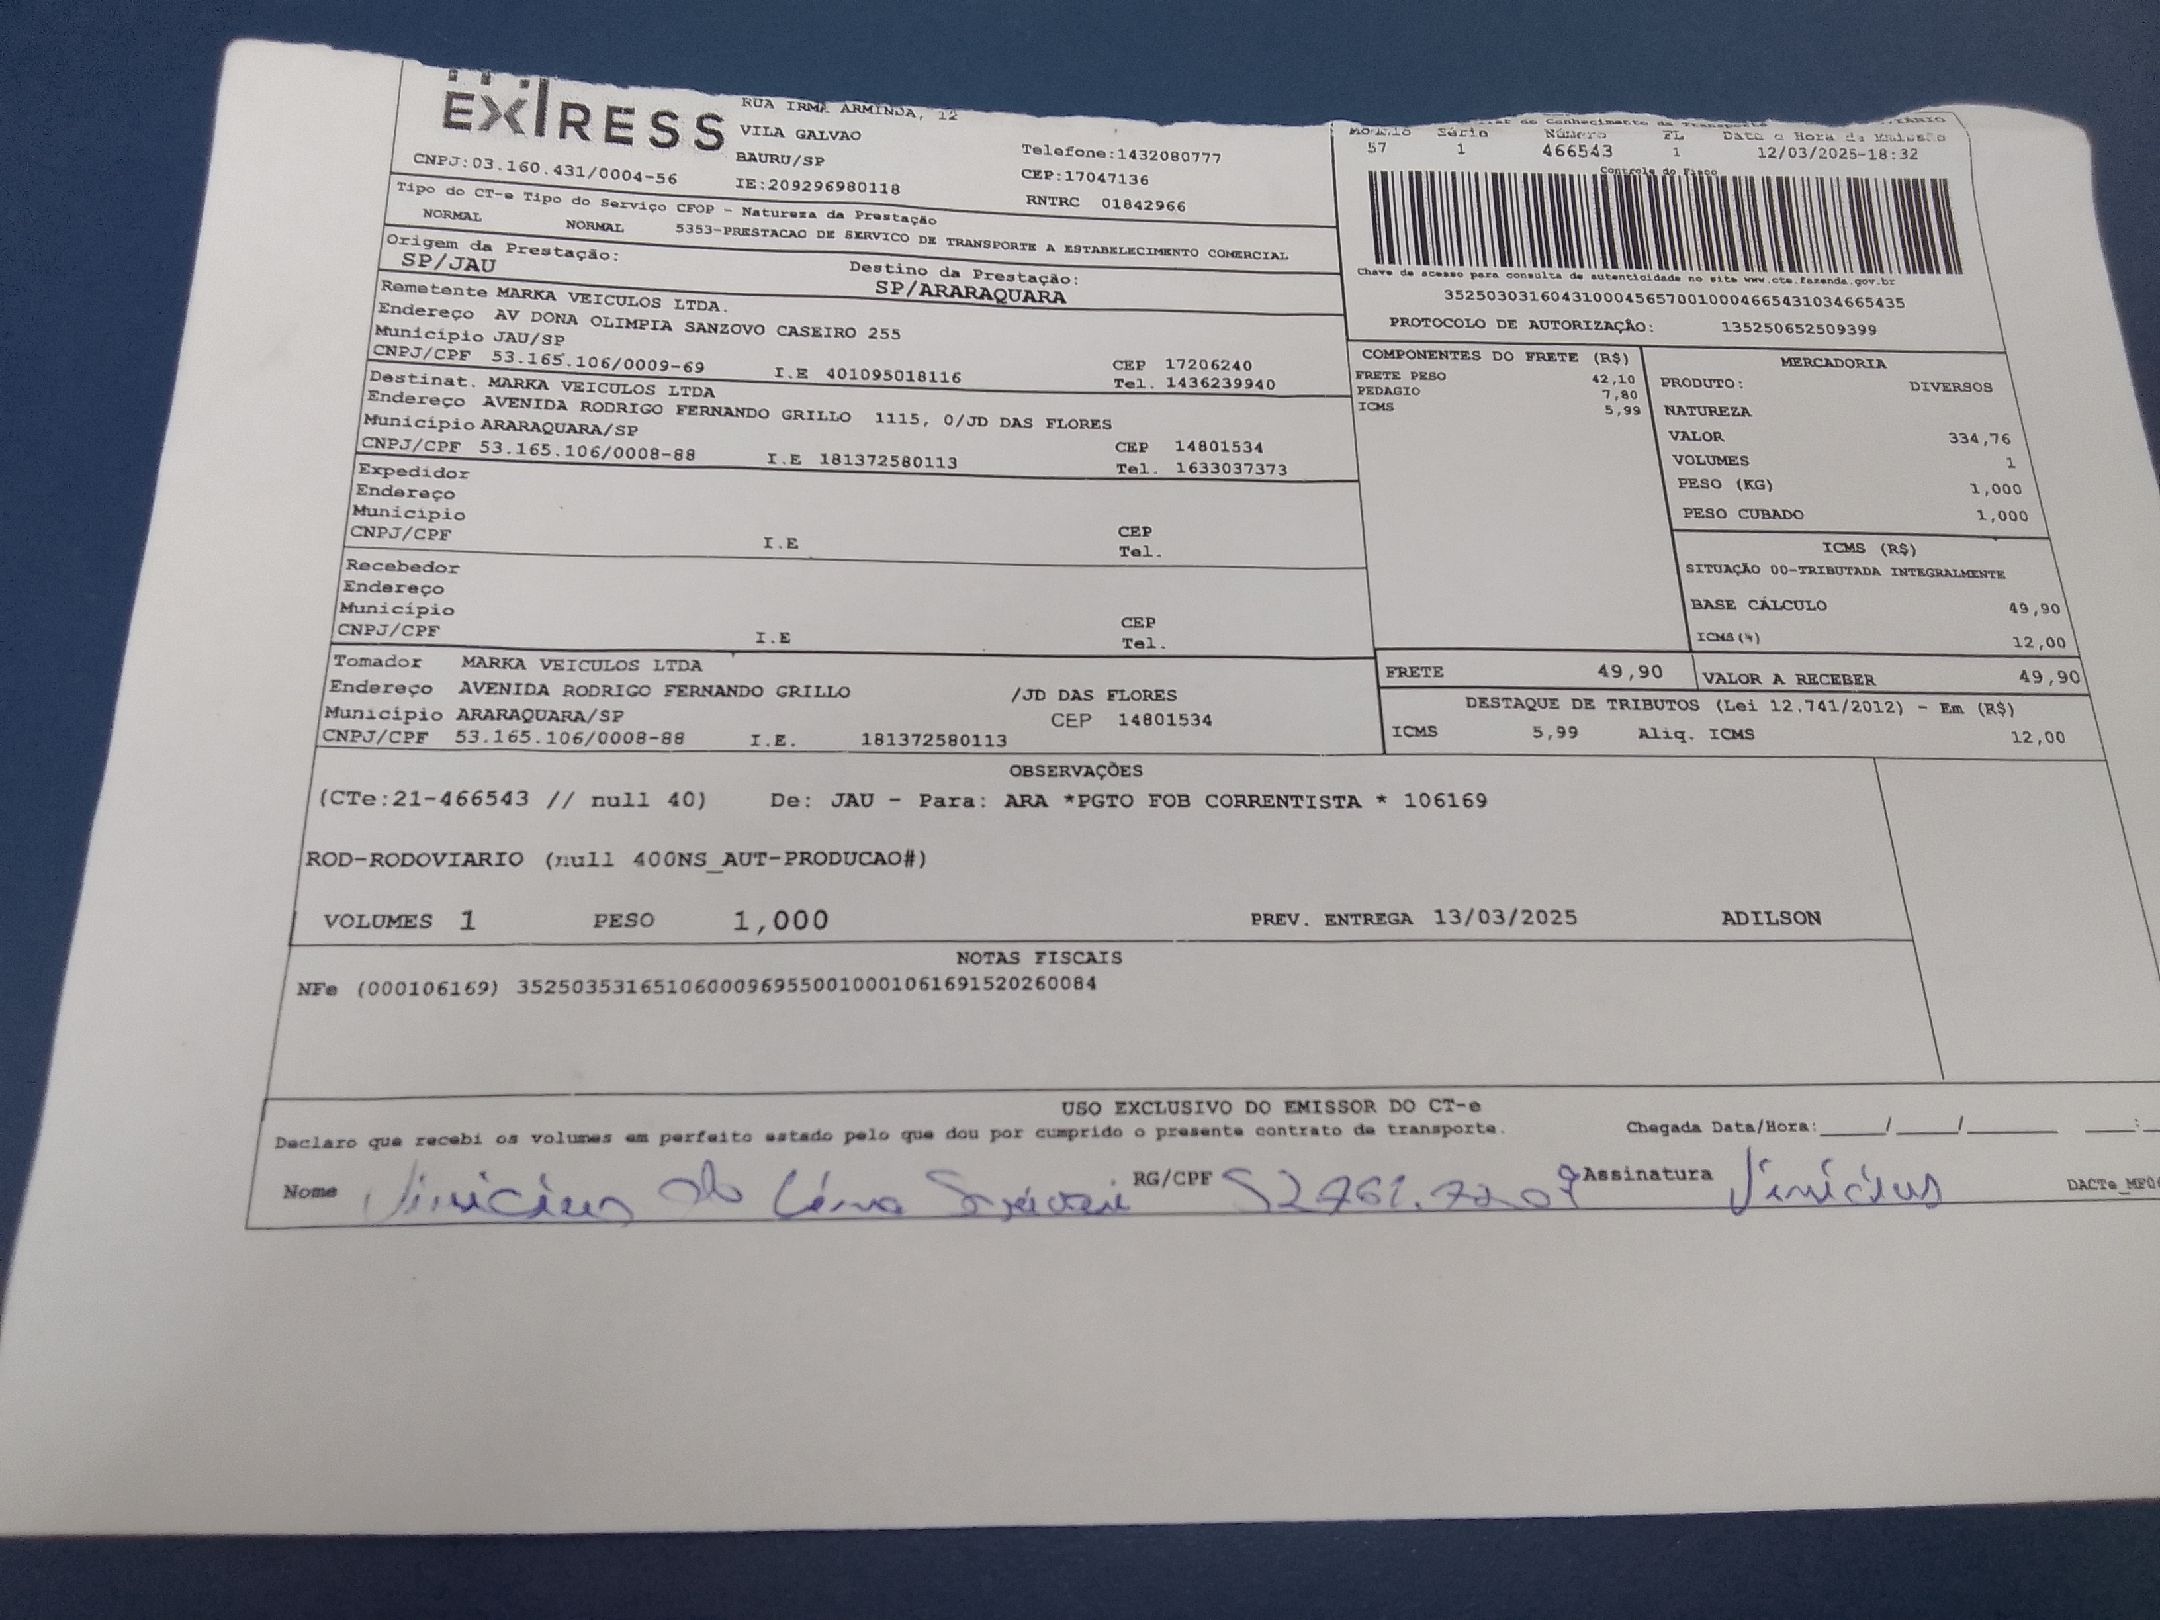 EXIRESS
RUA IRMÃ ARMINDA, 12
VILA GALVAO
BAURU/SP
Telefone:1432080777
CNPJ:03.160.431/0004-56
IE:209296980118
CEP:17047136
RNTRC 01842966
Modelo Série Número FL Data e Hora de Emissão
57 1 466543 1 12/03/2025-18:32
Controle do Fisco
Chave de acesso para consulta de autenticidade no site www.cte.fazenda.gov.br
35250303160431000456570010004665431034665435
PROTOCOLO DE AUTORIZAÇÃO: 135250652509399
Tipo do CT-e Tipo do Serviço CFOP - Natureza da Prestação
NORMAL NORMAL 5353-PRESTACAO DE SERVICO DE TRANSPORTE A ESTABELECIMENTO COMERCIAL
Origem da Prestação: Destino da Prestação:
SP/JAU SP/ARARAQUARA
Remetente MARKA VEICULOS LTDA.
Endereço AV DONA OLIMPIA SANZOVO CASEIRO 255
Município JAU/SP CEP 17206240
CNPJ/CPF 53.165.106/0009-69 I.E 401095018116 Tel. 1436239940
Destinat. MARKA VEICULOS LTDA
Endereço AVENIDA RODRIGO FERNANDO GRILLO 1115, 0/JD DAS FLORES
Município ARARAQUARA/SP CEP 14801534
CNPJ/CPF 53.165.106/0008-88 I.E 181372580113 Tel. 1633037373
Expedidor
Endereço
Município CEP
CNPJ/CPF I.E Tel.
Recebedor
Endereço
Município CEP
CNPJ/CPF I.E Tel.
Tomador MARKA VEICULOS LTDA
Endereço AVENIDA RODRIGO FERNANDO GRILLO /JD DAS FLORES
Município ARARAQUARA/SP CEP 14801534
CNPJ/CPF 53.165.106/0008-88 I.E. 181372580113
COMPONENTES DO FRETE (R$)
FRETE PESO 42,10
PEDAGIO 7,80
ICMS 5,99
MERCADORIA
PRODUTO: DIVERSOS
NATUREZA
VALOR 334,76
VOLUMES 1
PESO (KG) 1,000
PESO CUBADO 1,000
ICMS (R$)
SITUAÇÃO 00-TRIBUTADA INTEGRALMENTE
BASE CÁLCULO 49,90
ICMS(%) 12,00
FRETE 49,90 VALOR A RECEBER 49,90
DESTAQUE DE TRIBUTOS (Lei 12.741/2012) - Em (R$)
ICMS 5,99 Aliq. ICMS 12,00
OBSERVAÇÕES
(CTe:21-466543 // null 40) De: JAU - Para: ARA *PGTO FOB CORRENTISTA * 106169
ROD-RODOVIARIO (null 400NS_AUT-PRODUCAO#)
VOLUMES 1 PESO 1,000 PREV. ENTREGA 13/03/2025 ADILSON
NOTAS FISCAIS
NFe (000106169) 35250353165106000969550010001061691520260084
USO EXCLUSIVO DO EMISSOR DO CT-e
Declaro que recebi os volumes em perfeito estado pelo que dou por cumprido o presente contrato de transporte. Chegada Data/Hora:____/____/______ ___:
Nome Vinicius RG/CPF Assinatura Vinicius